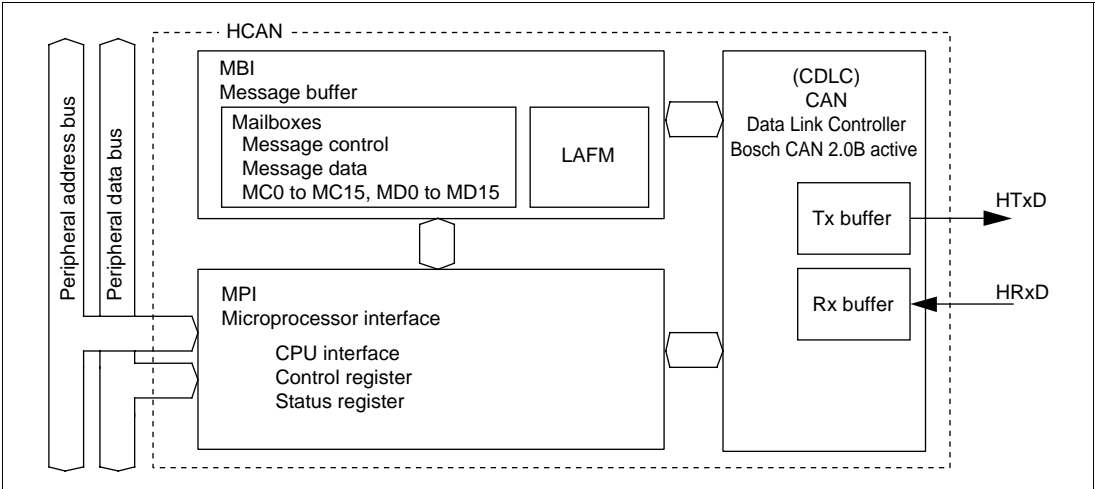 HCAN
Peripheral address bus
Peripheral data bus
MBI
Message buffer
Mailboxes
Message control
Message data
MC0 to MC15, MD0 to MD15
LAFM
(CDLC)
CAN
Data Link Controller
Bosch CAN 2.0B active
Tx buffer
HTxD
Rx buffer
HRxD
MPI
Microprocessor interface
CPU interface
Control register
Status register